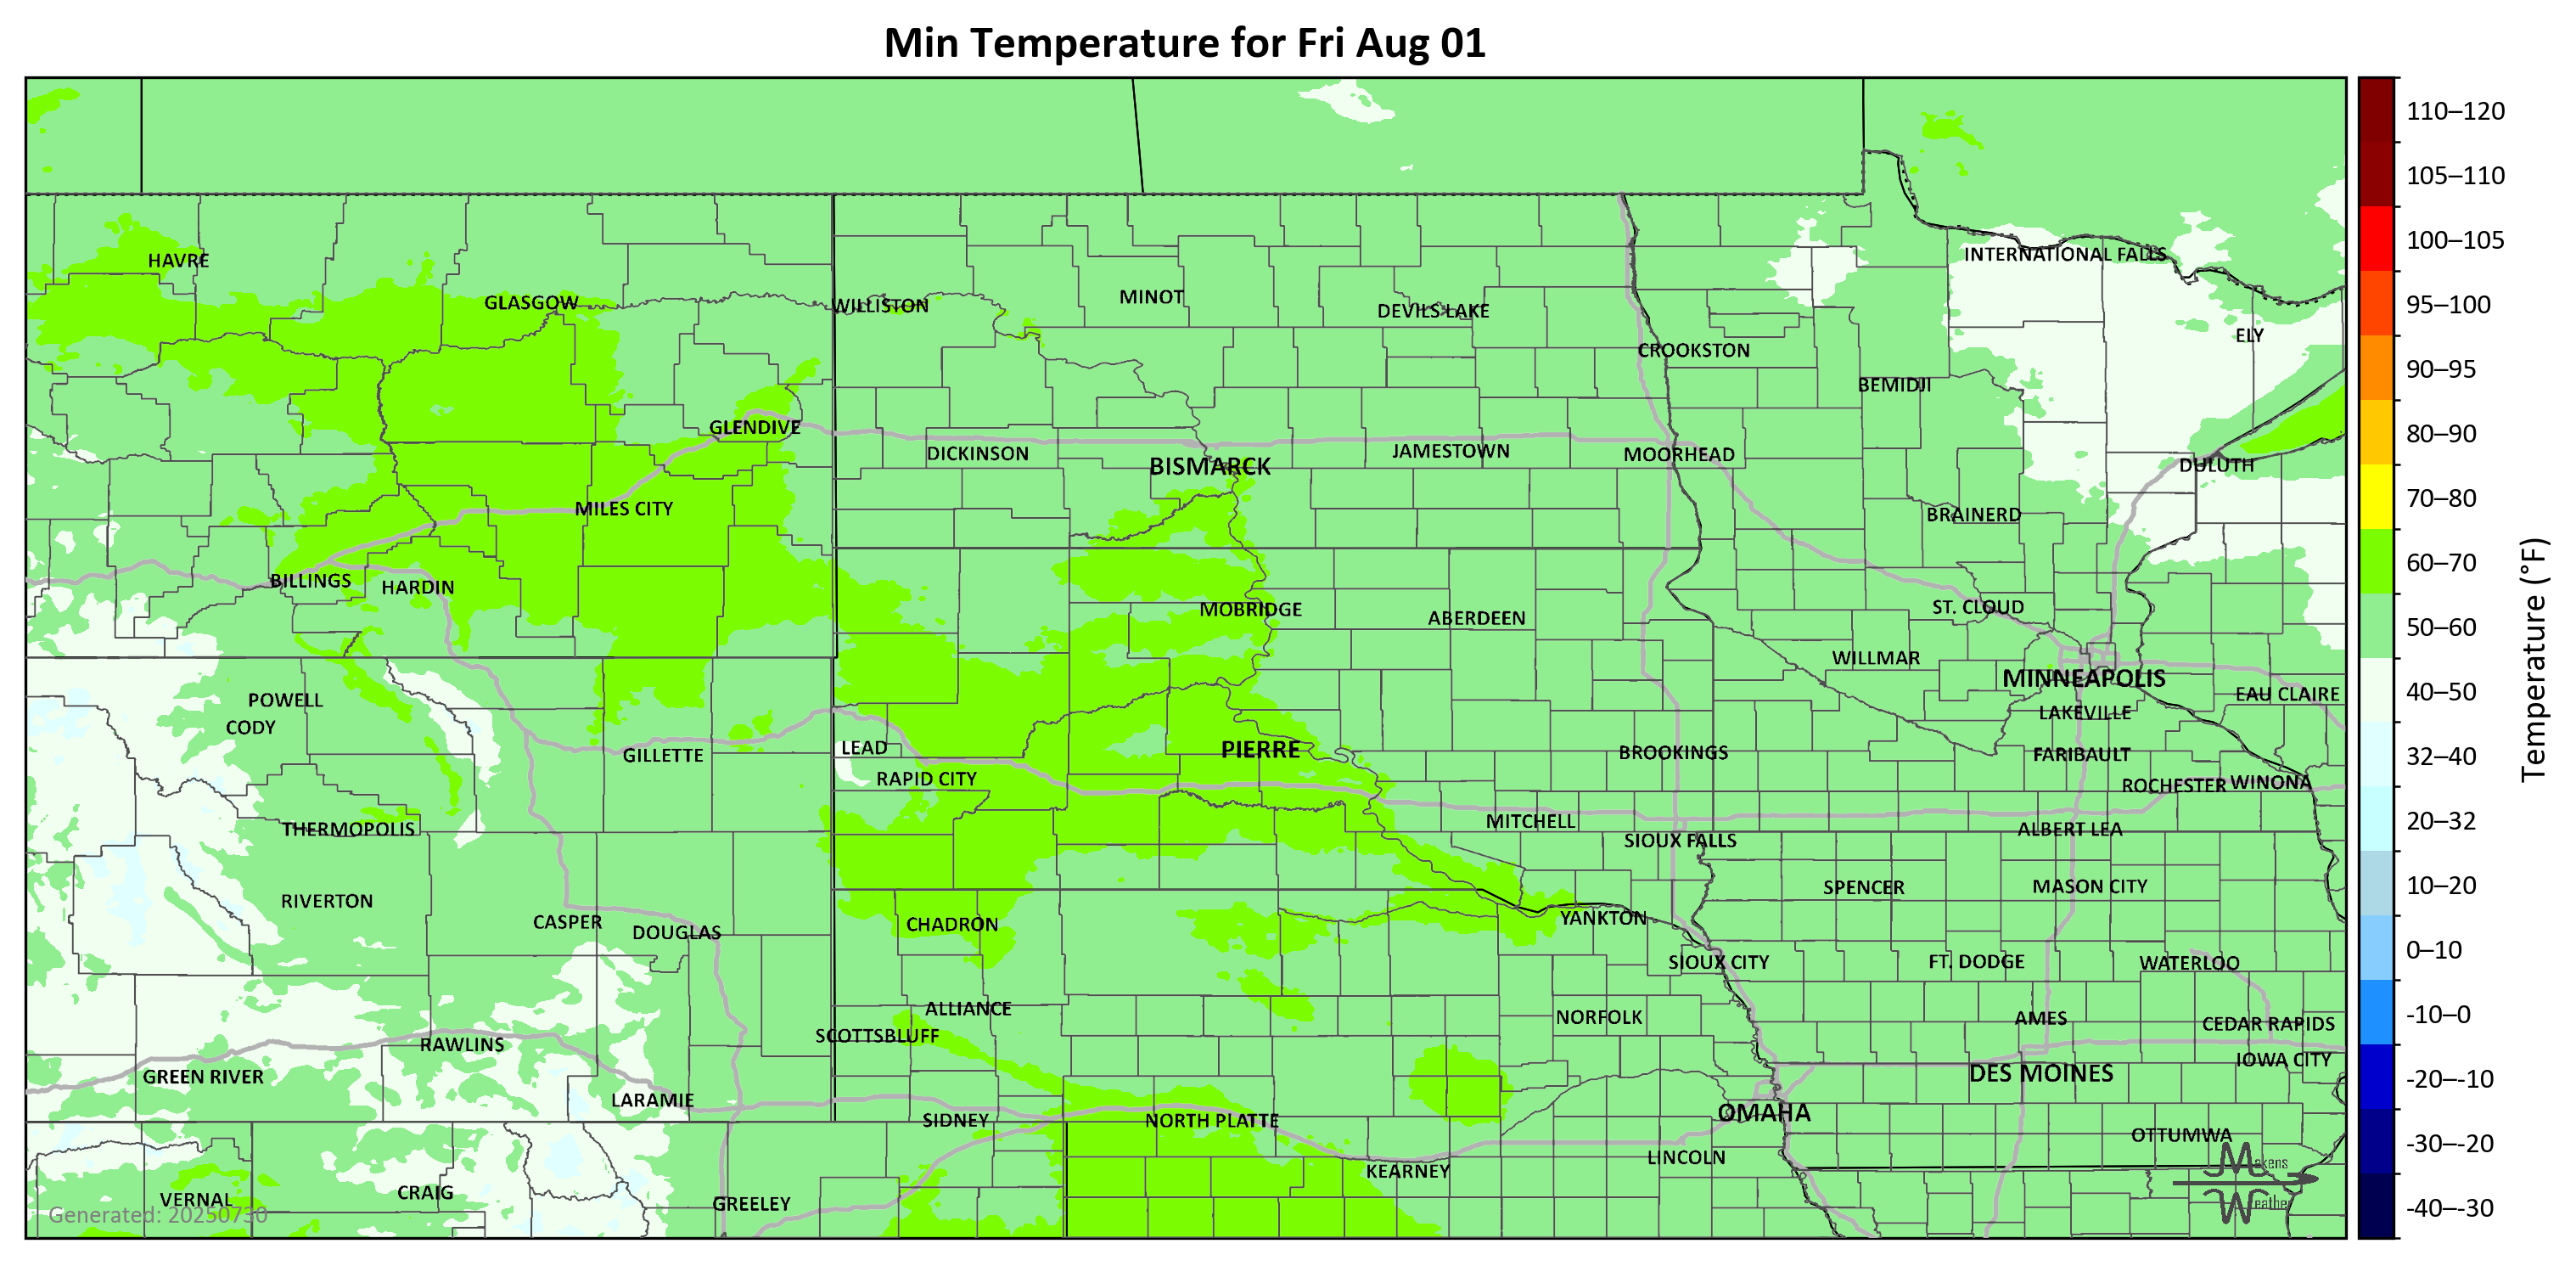 Min Temperature for Fri Aug 01
110–120
105–110
100–105
95–100
90–95
80–90
70–80
60–70
50–60
40–50
32–40
20–32
10–20
0–10
-10–0
-20–-10
-30–-20
-40–-30
Temperature (°F)
HAVRE
GLASGOW
WILLISTON
MINOT
DEVILS LAKE
INTERNATIONAL FALLS
ELY
CROOKSTON
BEMIDJI
GLENDIVE
DICKINSON
BISMARCK
JAMESTOWN
MOORHEAD
DULUTH
MILES CITY
BRAINERD
BILLINGS
HARDIN
MOBRIDGE
ABERDEEN
ST. CLOUD
WILLMAR
MINNEAPOLIS
EAU CLAIRE
POWELL
CODY
LAKEVILLE
GILLETTE
LEAD
PIERRE
BROOKINGS
FARIBAULT
RAPID CITY
ROCHESTER
WINONA
THERMOPOLIS
MITCHELL
SIOUX FALLS
ALBERT LEA
RIVERTON
SPENCER
MASON CITY
CASPER
DOUGLAS
CHADRON
YANKTON
SIOUX CITY
FT. DODGE
WATERLOO
ALLIANCE
NORFOLK
AMES
CEDAR RAPIDS
SCOTTSBLUFF
RAWLINS
IOWA CITY
GREEN RIVER
DES MOINES
LARAMIE
SIDNEY
NORTH PLATTE
OMAHA
OTTUMWA
LINCOLN
KEARNEY
VERNAL
CRAIG
GREELEY
Generated: 20250730
Makens
Weather